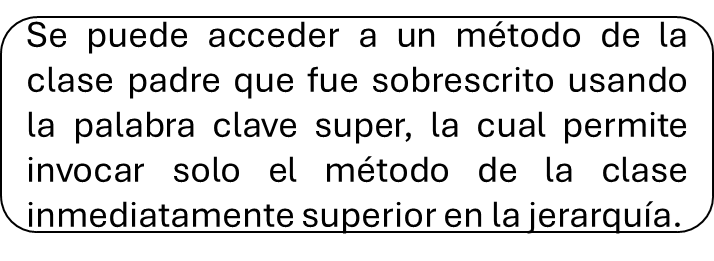 Se puede acceder a un método de la
clase padre que fue sobrescrito usando
la palabra clave super, la cual permite
invocar solo el método de la clase
inmediatamente superior en la jerarquía.